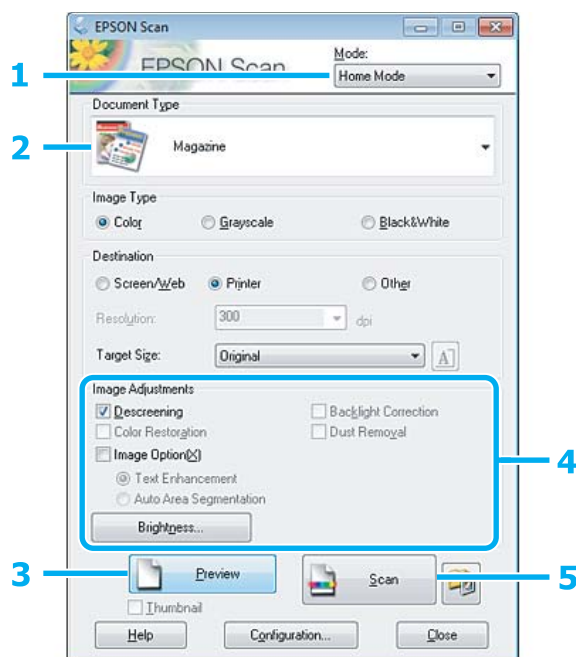 EPSON Scan
EPSON Scan
Mode:
1
Home Mode
Document Type
2
Magazine
Image Type
Color
Grayscale
Black&White
Destination
Screen/Web
Printer
Other
Resolution:
300
dpi
Target Size:
Original
A
Image Adjustments
Descreening
Backlight Correction
Color Restoration
Dust Removal
Image Option(X)
4
Text Enhancement
Auto Area Segmentation
Brightness...
3
Preview
Scan
5
Thumbnail
Help
Configuration...
Close